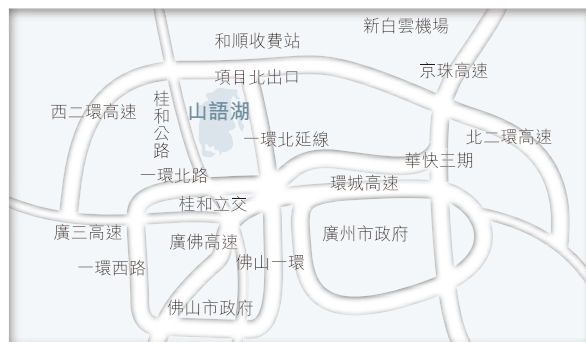 新白雲機場
和順收費站
京珠高速
項目北出口
西二環高速
桂和公路
山語湖
一環北延線
北二環高速
華快三期
一環北路
環城高速
桂和立交
廣三高速
廣佛高速
廣州市政府
一環西路
佛山一環
佛山市政府